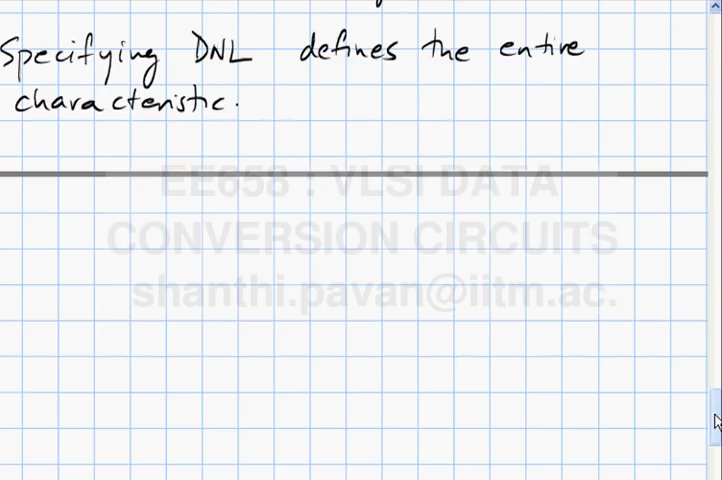 Specifying DNL defines the entire
characteristic.
EE658 : VLSI DATA
CONVERSION CIRCUITS
shanthi.pavan@iitm.ac.